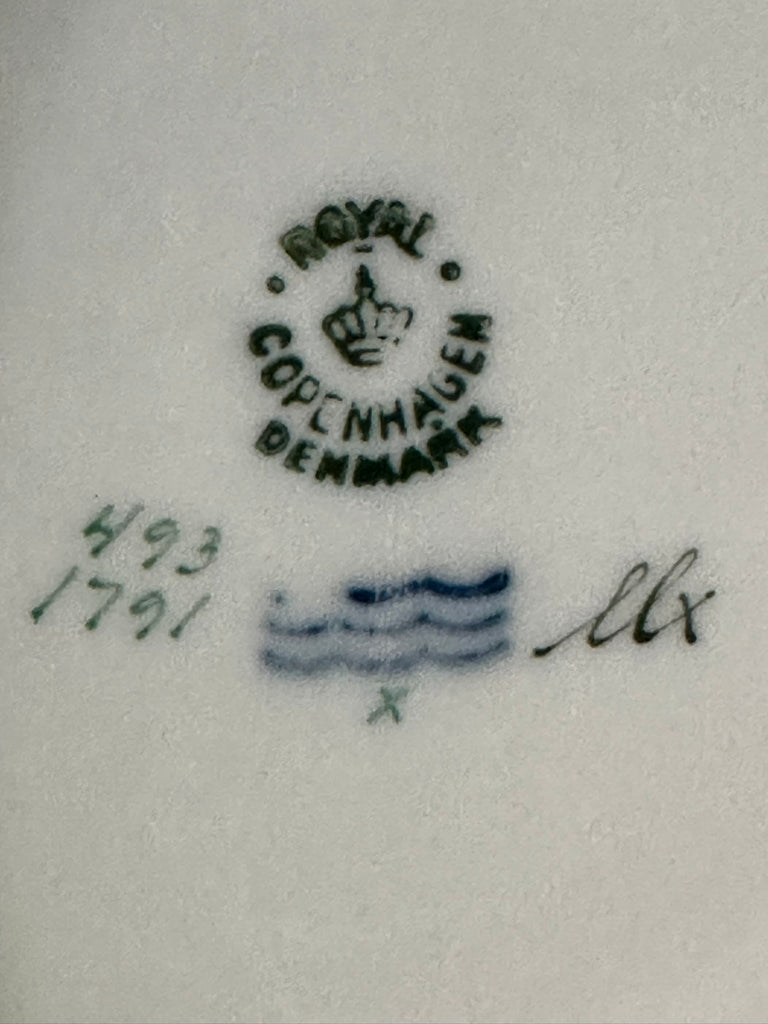 ROYAL
COPENHAGEN
DENMARK
493
1791
x